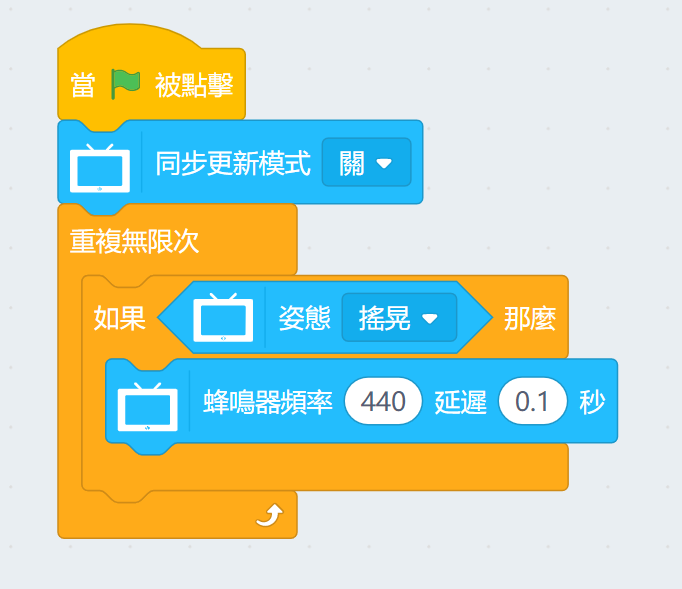 當 被點擊
同步更新模式 關
重複無限次
如果 姿態 搖晃 那麼
蜂鳴器頻率 440 延遲 0.1 秒